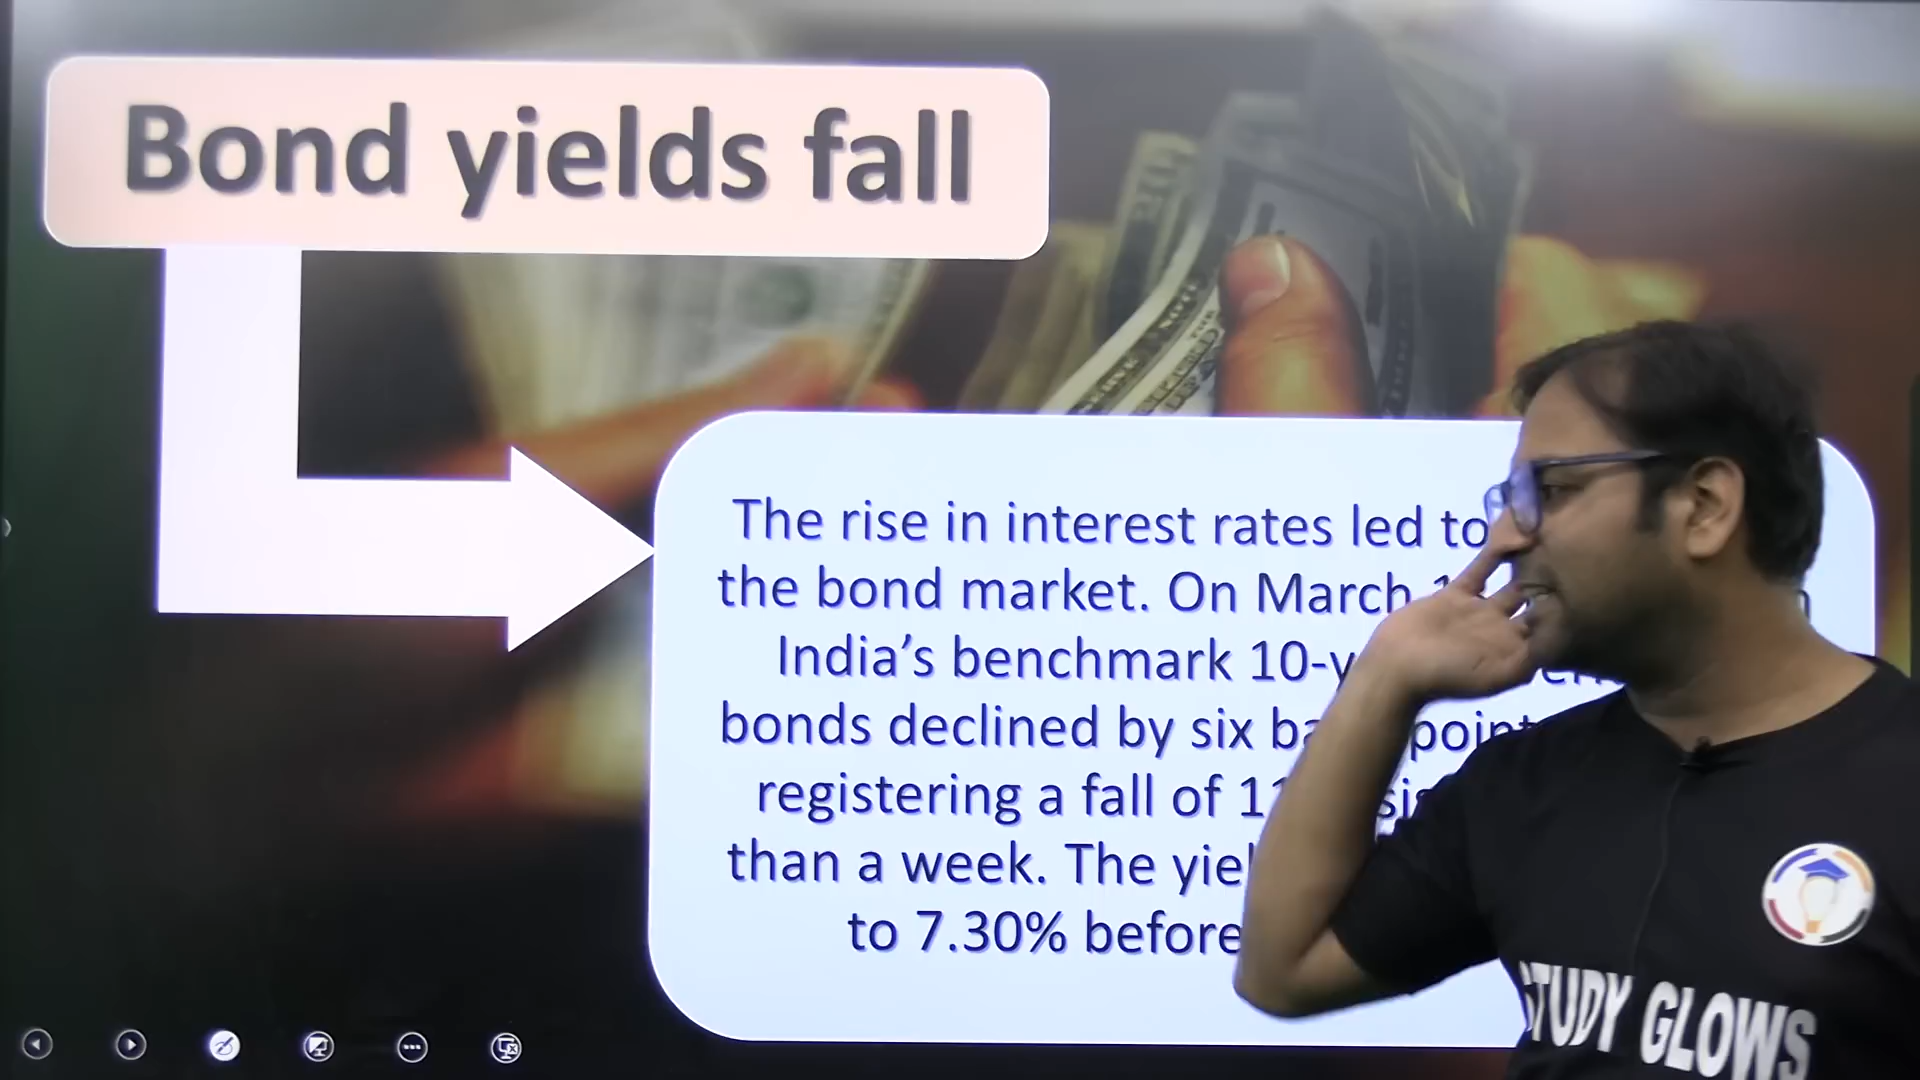 Bond yields fall
The rise in interest rates led to
the bond market. On March
India's benchmark 10-
bonds declined by six
registering a fall of
than a week. The
to 7.30% before
STUDY GLOWS